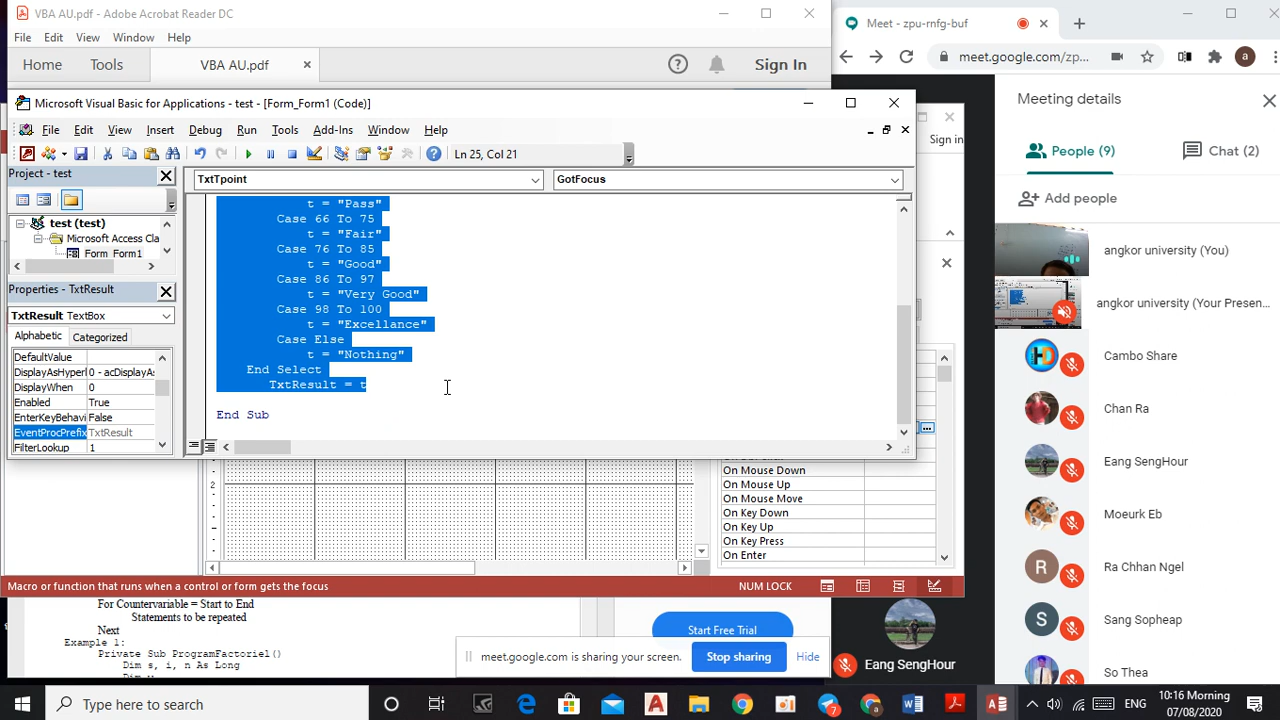 VBA AU.pdf - Adobe Acrobat Reader DC
File Edit View Window Help
Home Tools VBA AU.pdf × Sign In
Meet - zpu-rnfg-buf
meet.google.com/zp...
Microsoft Visual Basic for Applications - test - [Form_Form1 (Code)]
File Edit View Insert Debug Run Tools Add-Ins Window Help
Ln 25, Col 21
Project - test
test (test)
Microsoft Access Cla
Form_Form1
Properties - TxtResult
TxtResult TextBox
Alphabetic Categorized
DefaultValue
DisplayAsHyperl 0 - acDisplayAs
DisplayWhen 0
Enabled True
EnterKeyBehavi False
EventProcPrefix TxtResult
FilterLookup 1
TxtTpoint GotFocus
t = "Pass"
Case 66 To 75
t = "Fair"
Case 76 To 85
t = "Good"
Case 86 To 97
t = "Very Good"
Case 98 To 100
t = "Excellance"
Case Else
t = "Nothing"
End Select
TxtResult = t
End Sub
Sign in
On Mouse Down
On Mouse Up
On Mouse Move
On Key Down
On Key Up
On Key Press
On Enter
2
Macro or function that runs when a control or form gets the focus
NUM LOCK
For Countervariable = Start to End
Statements to be repeated
Next
Example 1:
Private Sub ProgramFactoriel()
Dim s, i, n As Long
Start Free Trial
meet.google.com is sharing your screen. Stop sharing Hide
Eang SengHour
Meeting details
People (9) Chat (2)
Add people
angkor university (You)
angkor university (Your Presen...
Cambo Share
Chan Ra
Eang SengHour
Moeurk Eb
R
Ra Chhan Ngel
S
Sang Sopheap
So Thea
Type here to search
ENG
10:16 Morning
07/08/2020